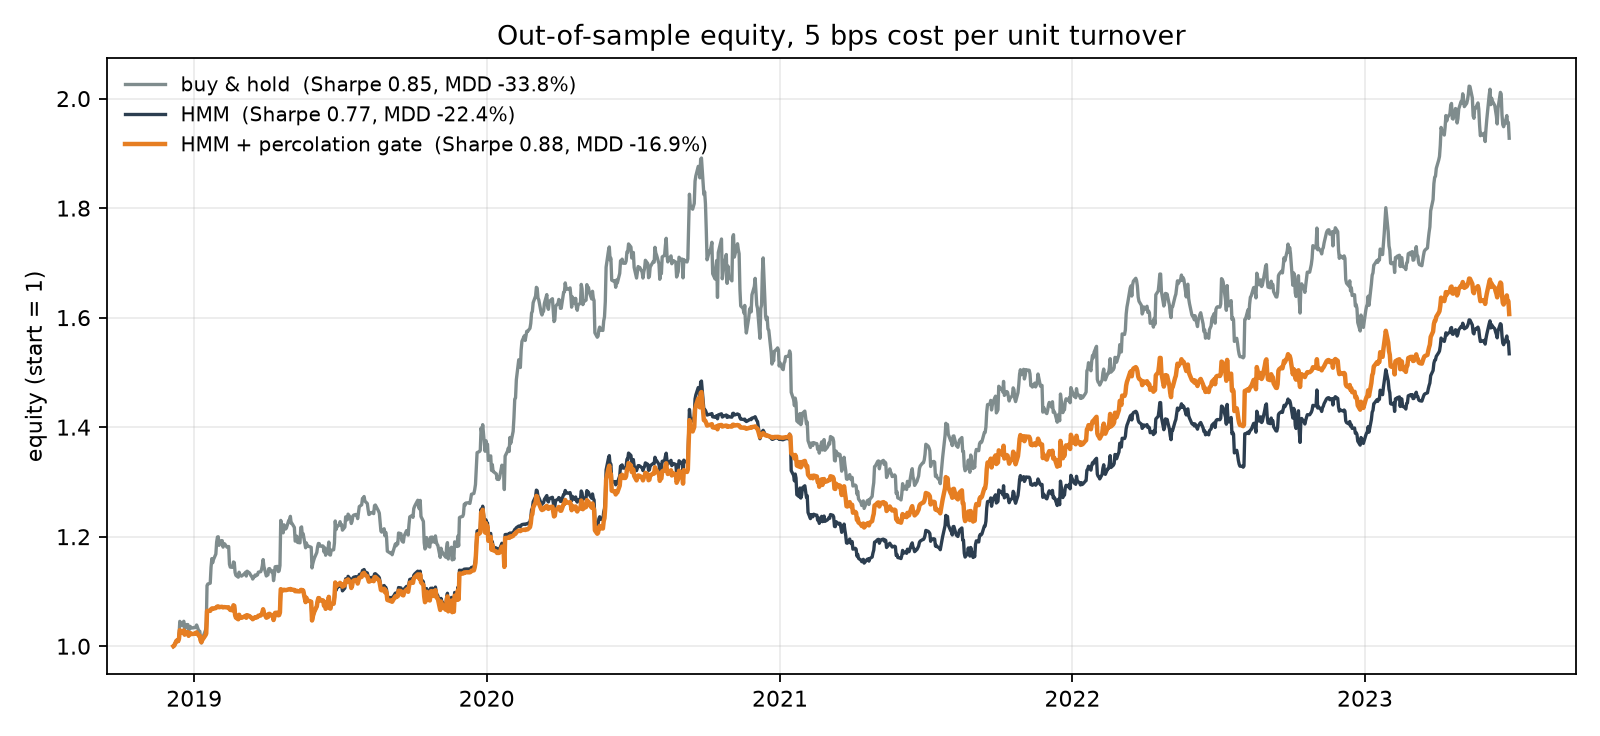 Out-of-sample equity, 5 bps cost per unit turnover
buy & hold  (Sharpe 0.85, MDD -33.8%)
HMM  (Sharpe 0.77, MDD -22.4%)
HMM + percolation gate  (Sharpe 0.88, MDD -16.9%)
equity (start = 1)
2.0
1.8
1.6
1.4
1.2
1.0
2019 2020 2021 2022 2023